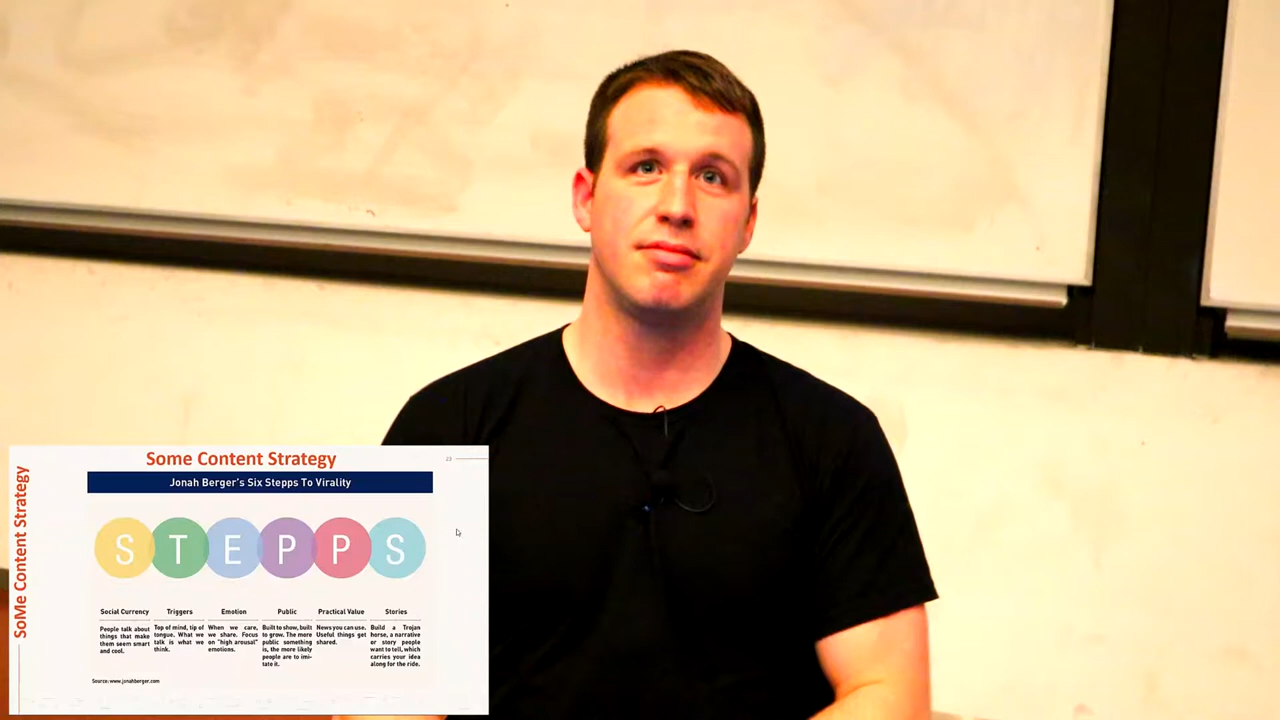 Some Content Strategy
23
SoMe Content Strategy
Jonah Berger's Six Stepps To Virality
S T E P P S
Social Currency
People talk about
things that make
them seem smart
and cool.
Triggers
Top of mind, tip of
tongue. What we
talk is what we
think.
Emotion
When we care,
we share. Focus
on "high arousal"
emotions.
Public
Built to show, built
to grow. The more
public something
is, the more likely
people are to imi-
tate it.
Practical Value
News you can use.
Useful things get
shared.
Stories
Build a Trojan
horse, a narrative
or story people
want to tell, which
carries your idea
along for the ride.
Source: www.jonahberger.com